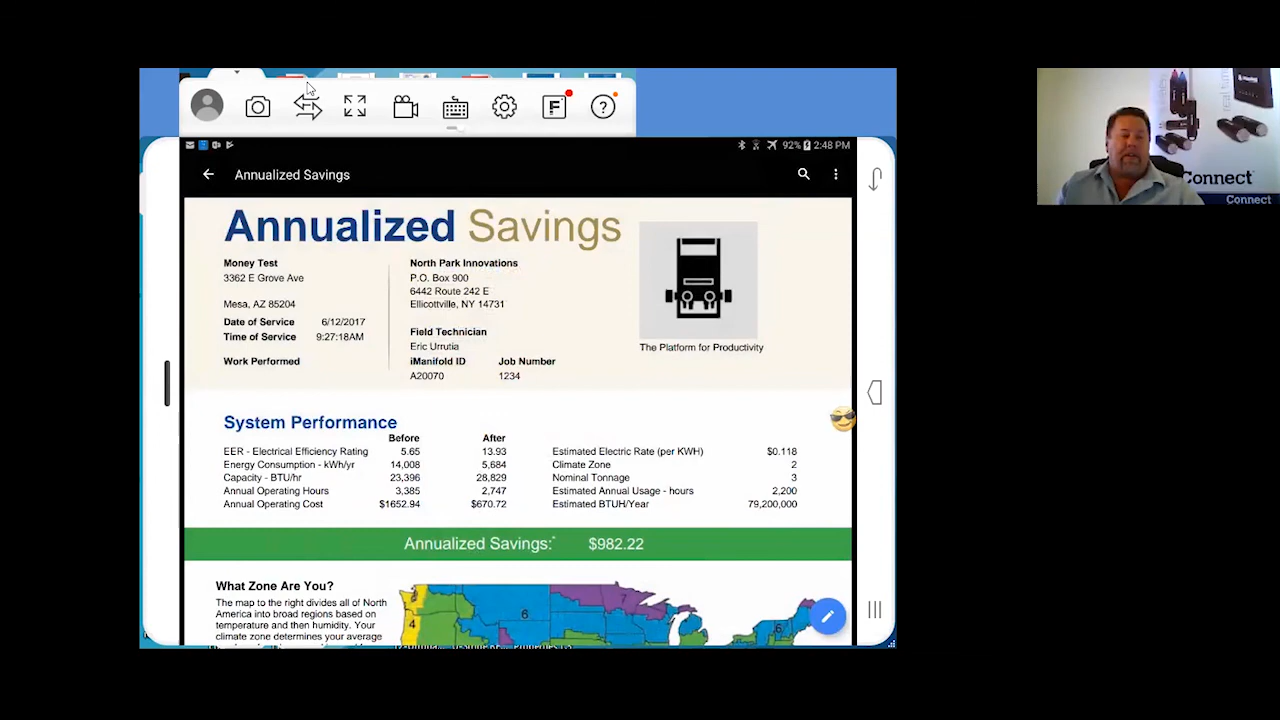 92% 2:48 PM
Annualized Savings
Annualized Savings
Money Test
3362 E Grove Ave
Mesa, AZ 85204
Date of Service 6/12/2017
Time of Service 9:27:18AM
Work Performed
North Park Innovations
P.O. Box 900
6442 Route 242 E
Ellicottville, NY 14731
Field Technician
Eric Urrutia
iManifold ID Job Number
A20070 1234
The Platform for Productivity
System Performance
Before After
EER - Electrical Efficiency Rating 5.65 13.93
Energy Consumption - kWh/yr 14,008 5,684
Capacity - BTU/hr 23,396 28,829
Annual Operating Hours 3,385 2,747
Annual Operating Cost $1652.94 $670.72
Estimated Electric Rate (per KWH) $0.118
Climate Zone 2
Nominal Tonnage 3
Estimated Annual Usage - hours 2,200
Estimated BTUH/Year 79,200,000
Annualized Savings:* $982.22
What Zone Are You?
The map to the right divides all of North
America into broad regions based on
temperature and then humidity. Your
climate zone determines your average
4
6
7
6
F
?
Connect
Connect